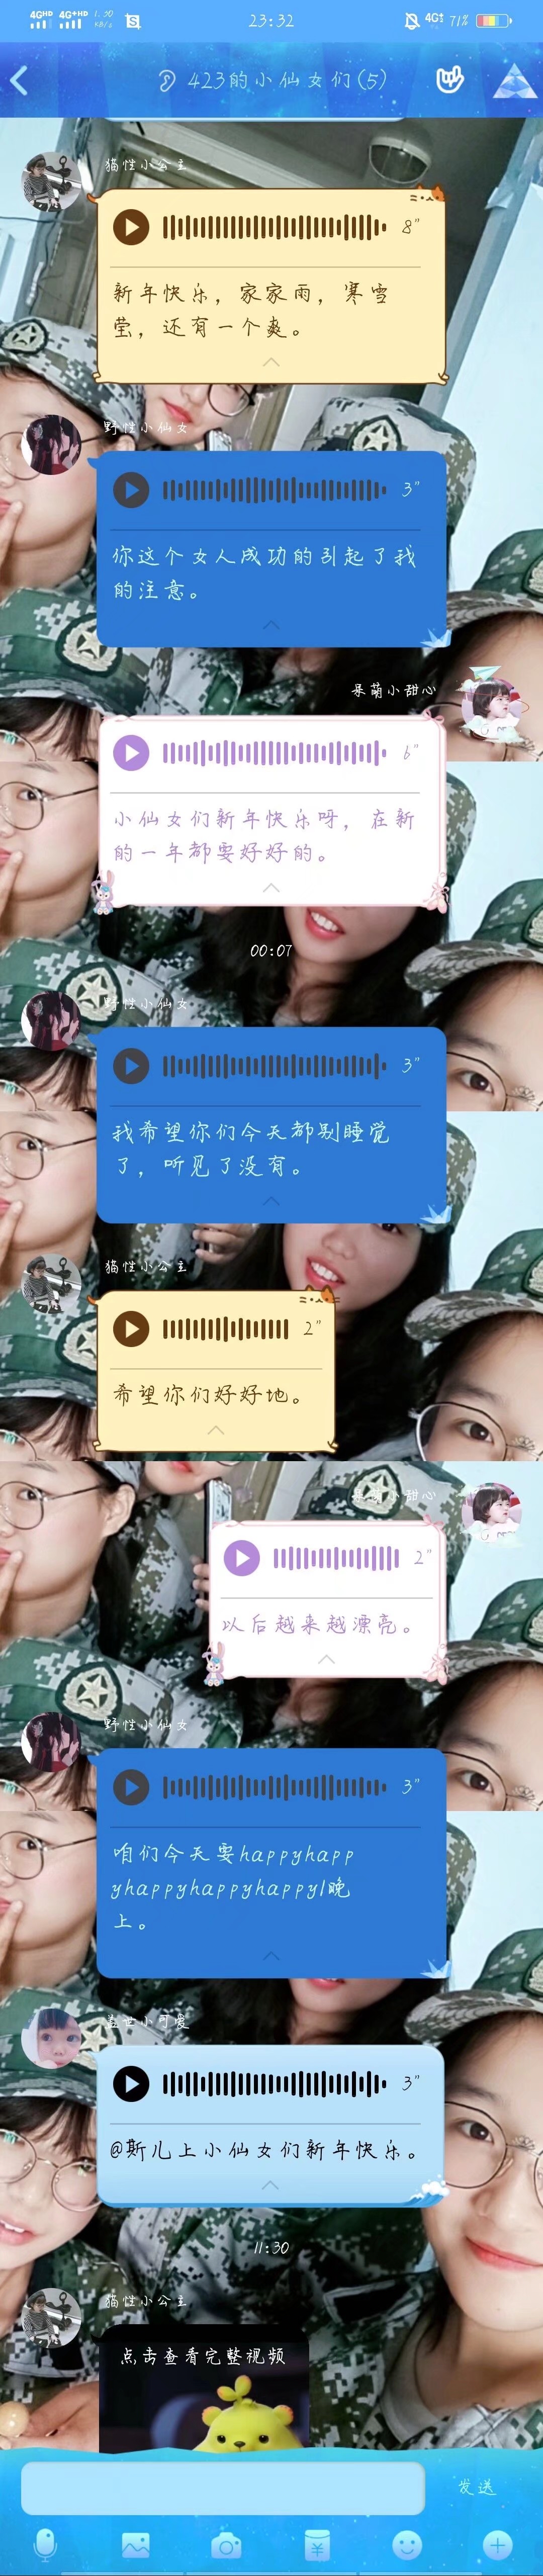 4GHD 4G+HD 1.50 KB/s 23:32 4G 71%
423的小仙女们(5)
猫性小公主
8"
新年快乐，家家雨，寒雪
莹，还有一个爽。
野性小仙女
3"
你这个女人成功的引起了我
的注意。
呆萌小甜心
6"
小仙女们新年快乐呀，在新
的一年都要好好的。
00:07
野性小仙女
3"
我希望你们今天都别睡觉
了，听见了没有。
猫性小公主
2"
希望你们好好地。
呆萌小甜心
2"
以后越来越漂亮。
野性小仙女
3"
咱们今天要happyhapp
yhappyhappyhappy1晚
上。
盖世小可爱
3"
@斯儿上小仙女们新年快乐。
11:30
猫性小公主
点击查看完整视频
发送